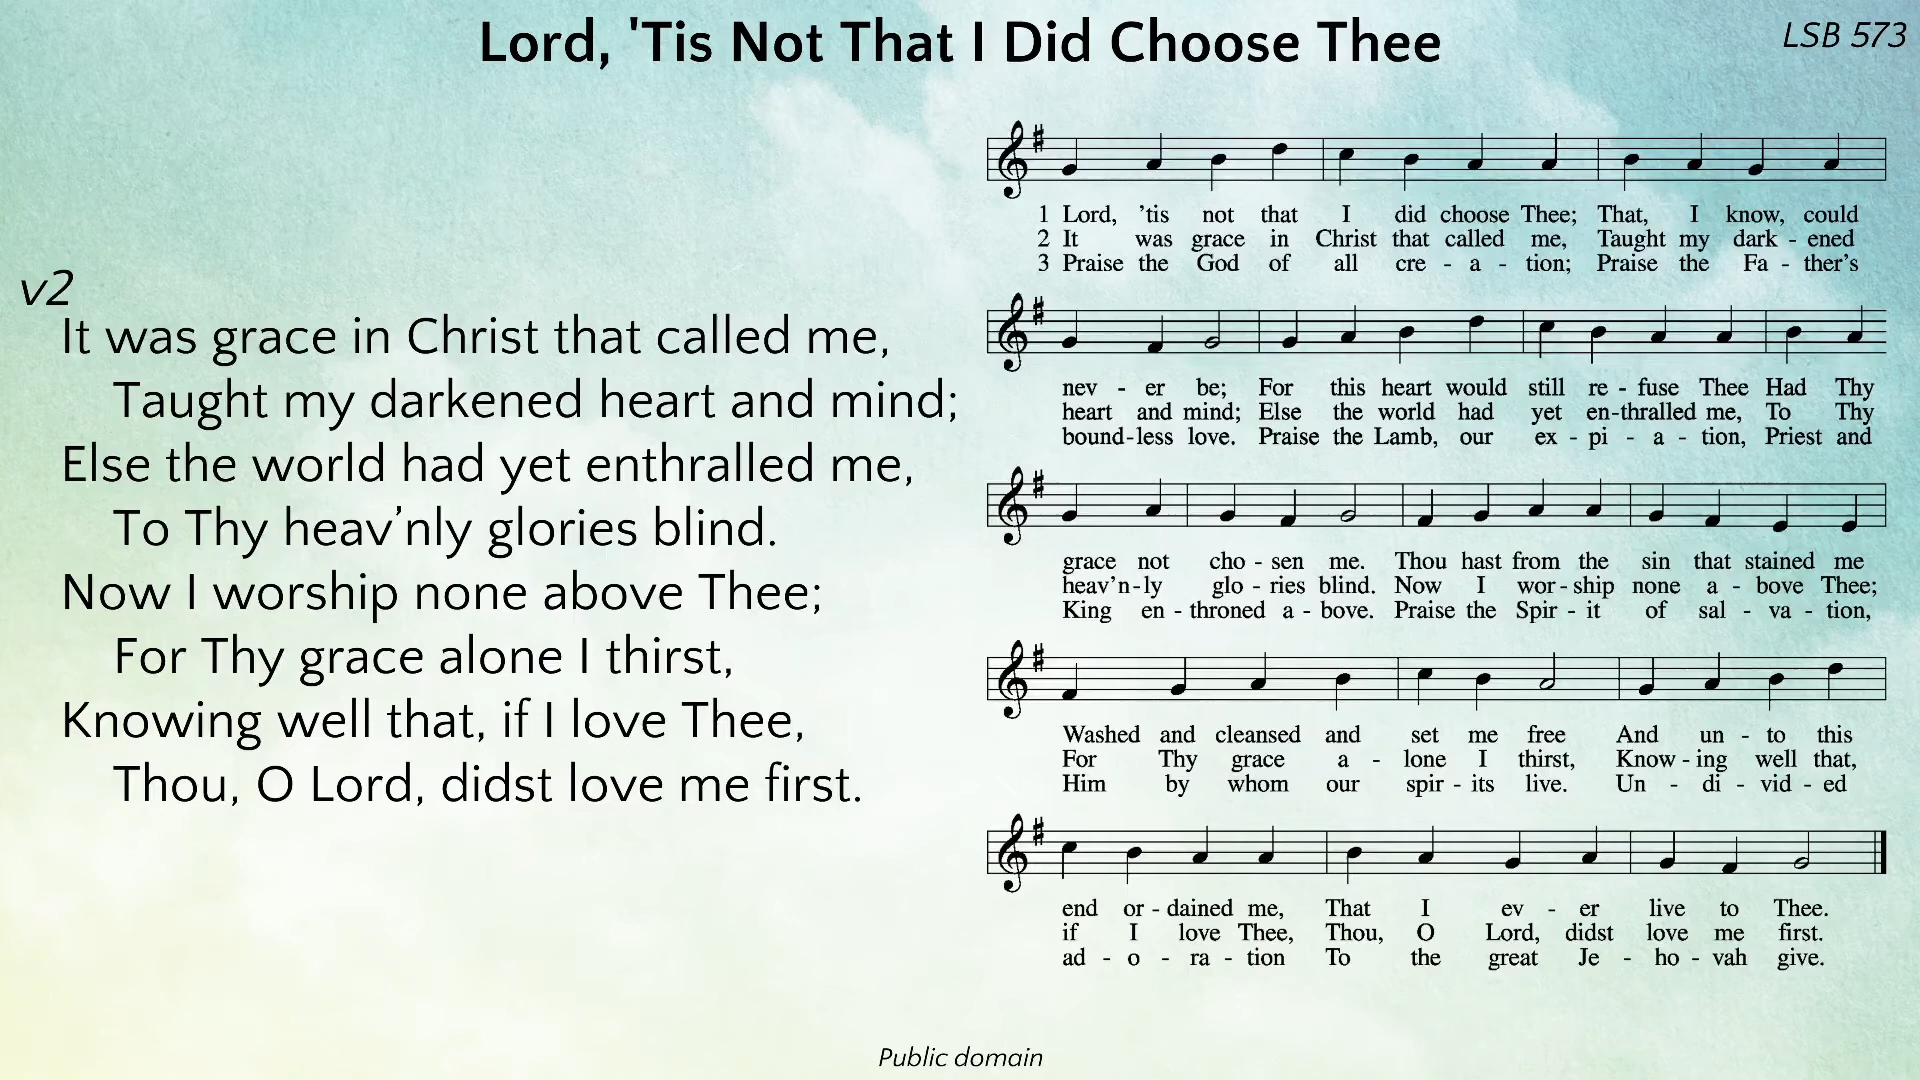 Lord, 'Tis Not That I Did Choose Thee
LSB 573
v2
It was grace in Christ that called me,
Taught my darkened heart and mind;
Else the world had yet enthralled me,
To Thy heav’nly glories blind.
Now I worship none above Thee;
For Thy grace alone I thirst,
Knowing well that, if I love Thee,
Thou, O Lord, didst love me first.
1 Lord, ’tis not that I did choose Thee; That, I know, could
2 It was grace in Christ that called me, Taught my dark - ened
3 Praise the God of all cre - a - tion; Praise the Fa - ther’s
nev - er be; For this heart would still re - fuse Thee Had Thy
heart and mind; Else the world had yet en - thralled me, To Thy
bound - less love. Praise the Lamb, our ex - pi - a - tion, Priest and
grace not cho - sen me. Thou hast from the sin that stained me
heav’n - ly glo - ries blind. Now I wor - ship none a - bove Thee;
King en - throned a - bove. Praise the Spir - it of sal - va - tion,
Washed and cleansed and set me free And un - to this
For Thy grace a - lone I thirst, Know - ing well that,
Him by whom our spir - its live. Un - di - vid - ed
end or - dained me, That I ev - er live to Thee.
if I love Thee, Thou, O Lord, didst love me first.
ad - o - ra - tion To the great Je - ho - vah give.
Public domain